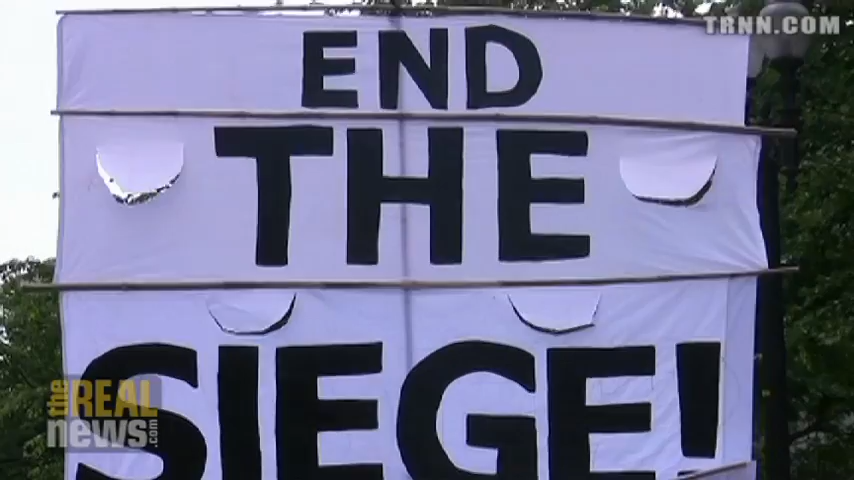 TRNN.COM
END
THE
SIEGE!
the REAL
news.com